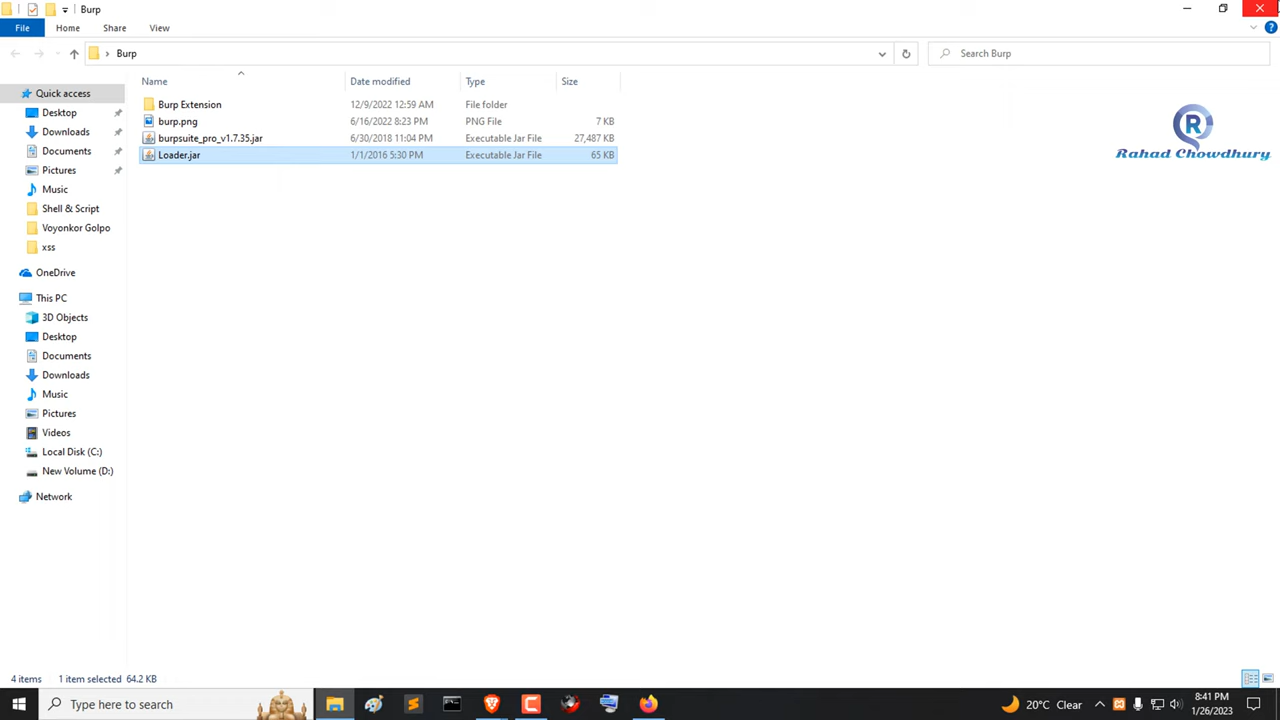 Burp
File Home Share View
Burp
Search Burp
Name Date modified Type Size
Quick access
Desktop
Downloads
Documents
Pictures
Music
Shell & Script
Voyonkor Golpo
xss
OneDrive
This PC
3D Objects
Desktop
Documents
Downloads
Music
Pictures
Videos
Local Disk (C:)
New Volume (D:)
Network
Burp Extension 12/9/2022 12:59 AM File folder
burp.png 6/16/2022 8:23 PM PNG File 7 KB
burpsuite_pro_v1.7.35.jar 6/30/2018 11:04 PM Executable Jar File 27,487 KB
Loader.jar 1/1/2016 5:30 PM Executable Jar File 65 KB
R
Rahad Chowdhury
4 items 1 item selected 64.2 KB
Type here to search
20°C Clear
8:41 PM
1/26/2023